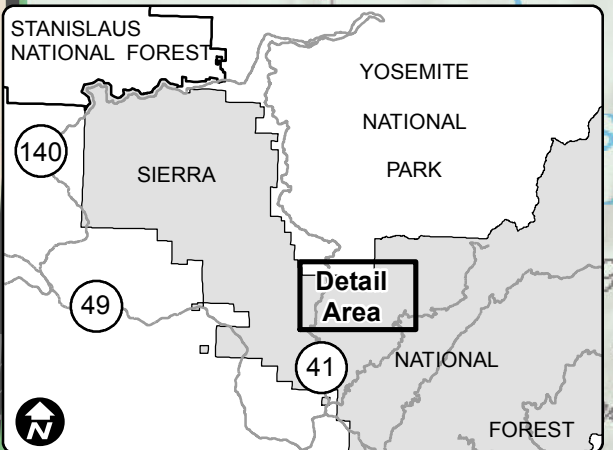 STANISLAUS
NATIONAL FOREST
YOSEMITE
NATIONAL
PARK
140
SIERRA
Detail
Area
49
41
NATIONAL
FOREST
N